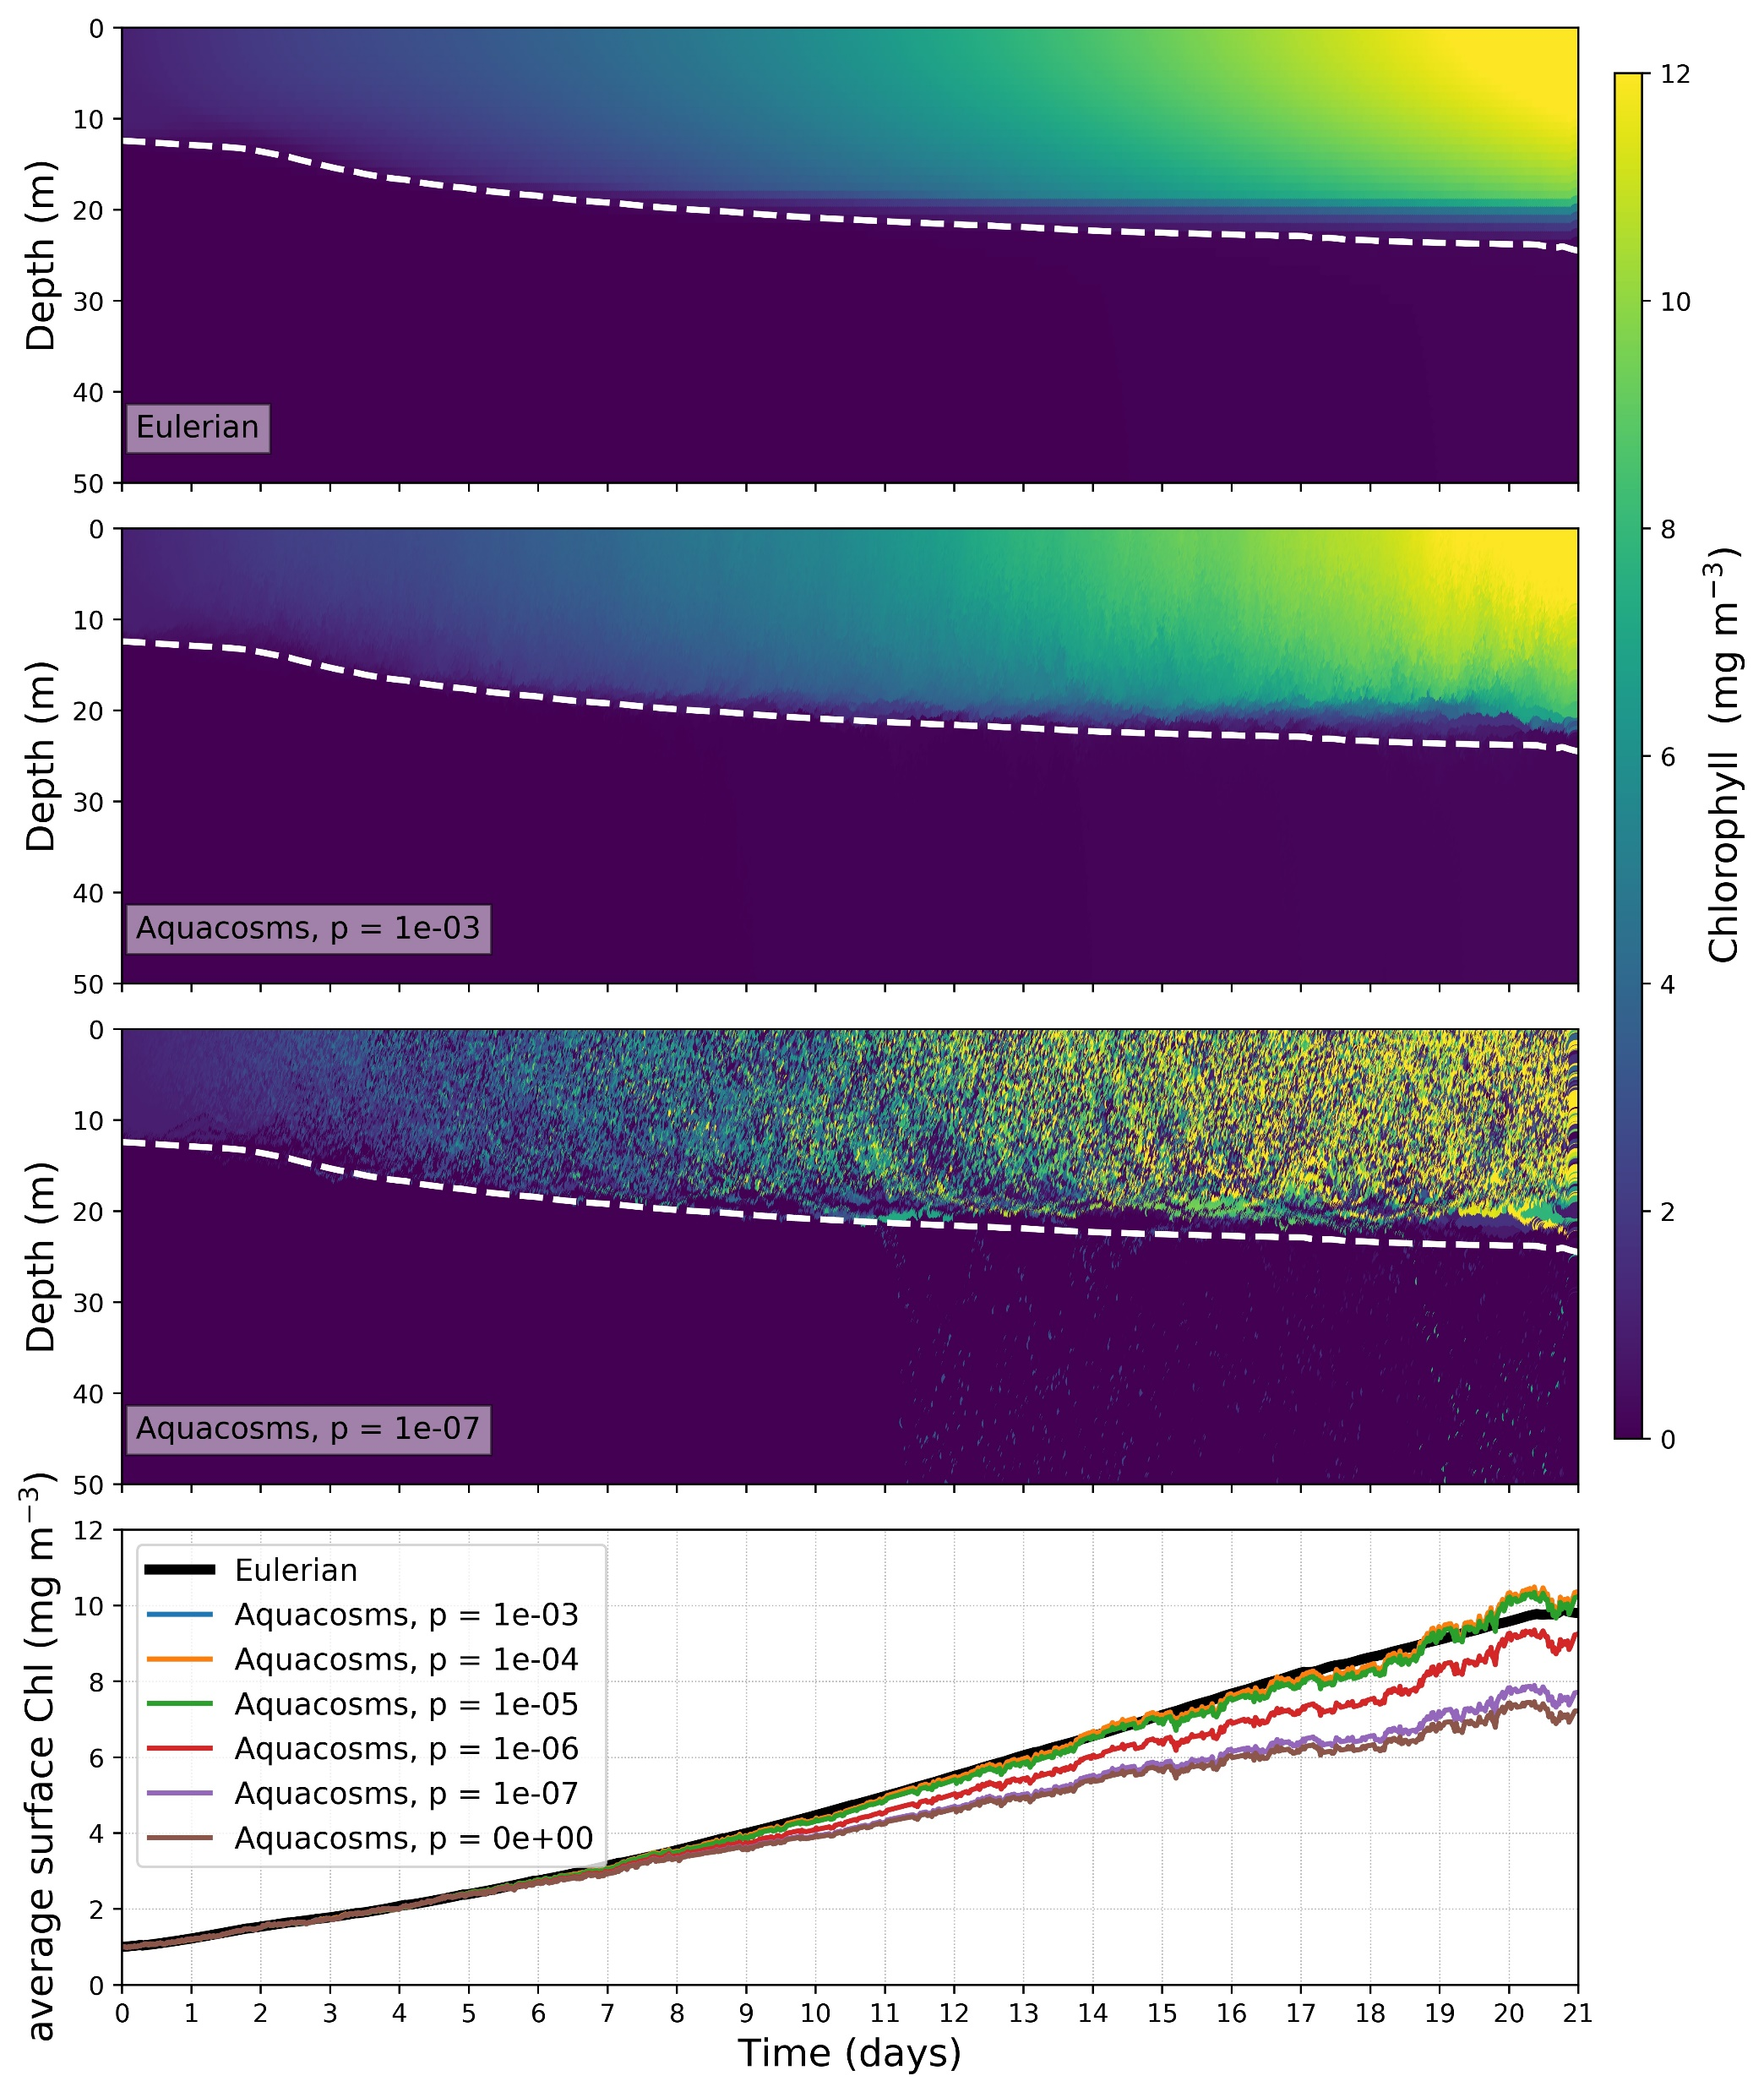 0
10
20
30
40
50
Depth (m)
Eulerian
0
10
20
30
40
50
Depth (m)
Aquacosms, p = 1e-03
0
10
20
30
40
50
Depth (m)
Aquacosms, p = 1e-07
12
10
8
6
4
2
0
Chlorophyll (mg m⁻³)
12
10
8
6
4
2
0
average surface Chl (mg m⁻³)
Eulerian
Aquacosms, p = 1e-03
Aquacosms, p = 1e-04
Aquacosms, p = 1e-05
Aquacosms, p = 1e-06
Aquacosms, p = 1e-07
Aquacosms, p = 0e+00
0 1 2 3 4 5 6 7 8 9 10 11 12 13 14 15 16 17 18 19 20 21
Time (days)